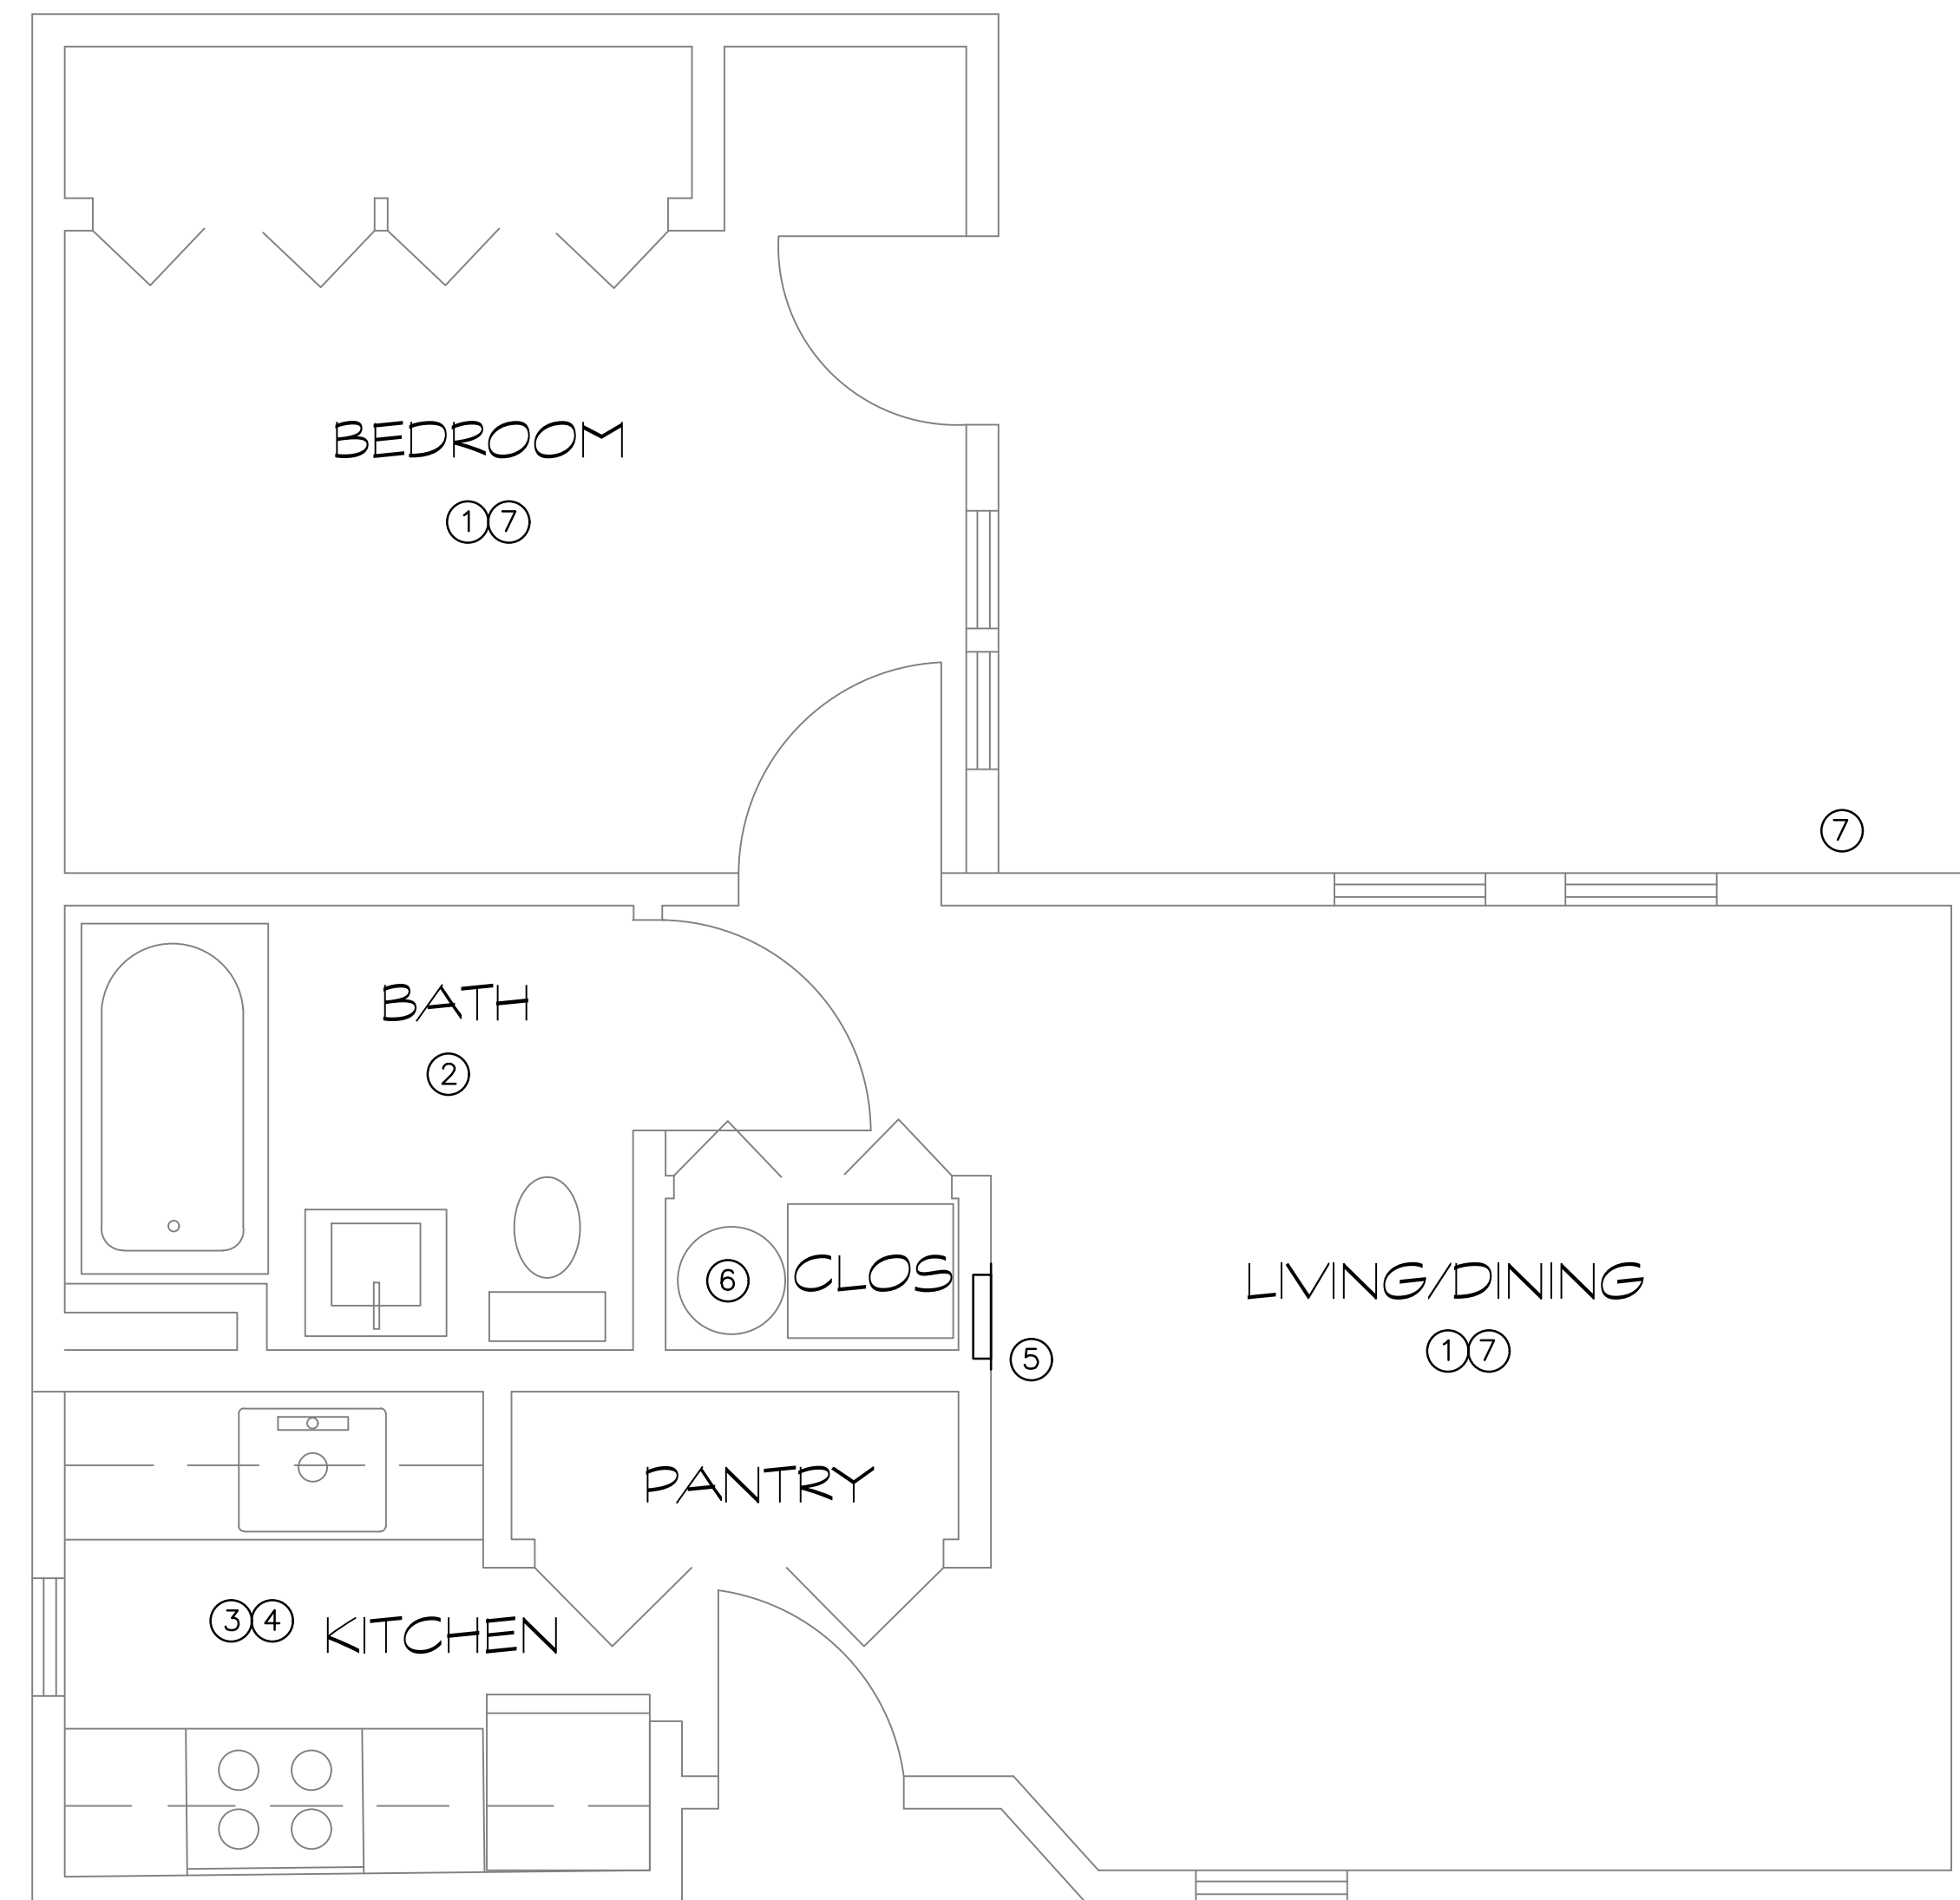 BEDROOM
1 7
7
BATH
2
6 CLOS
LIVING/DINING
1 7
5
PANTRY
3 4 KITCHEN